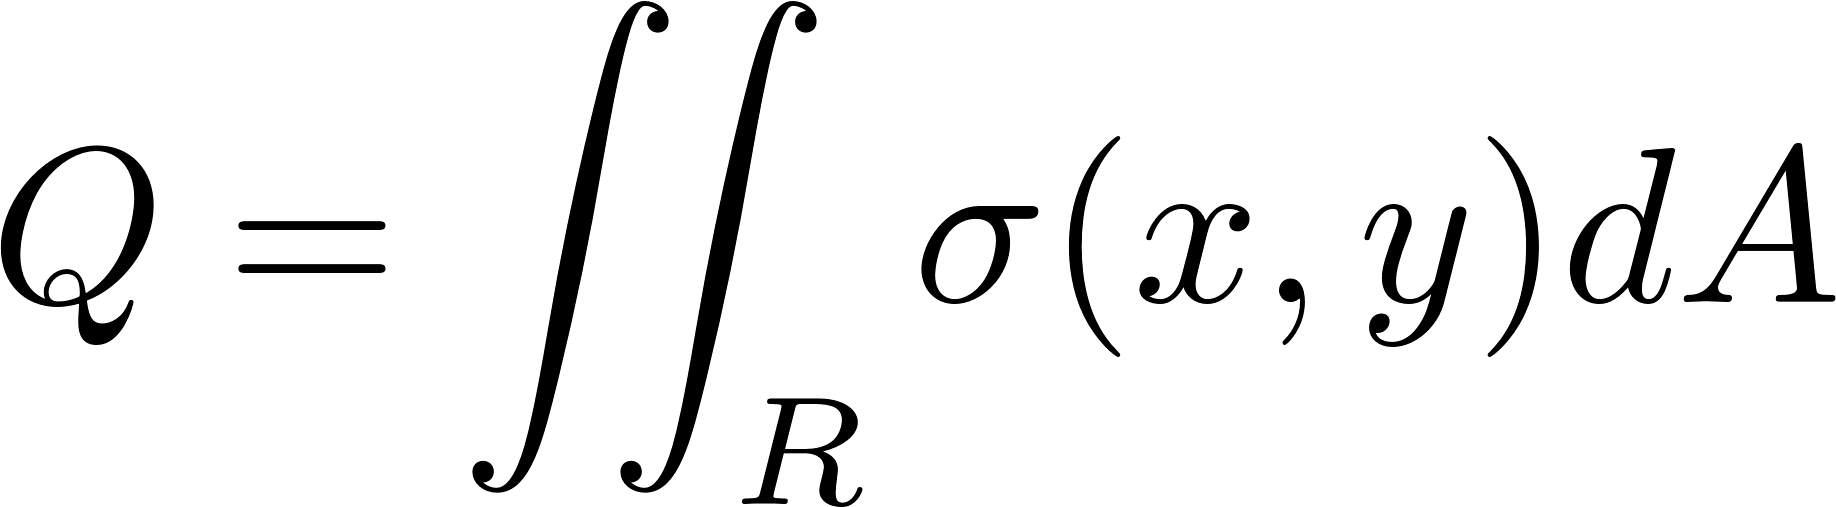 Q = ∬_R σ(x, y)dA